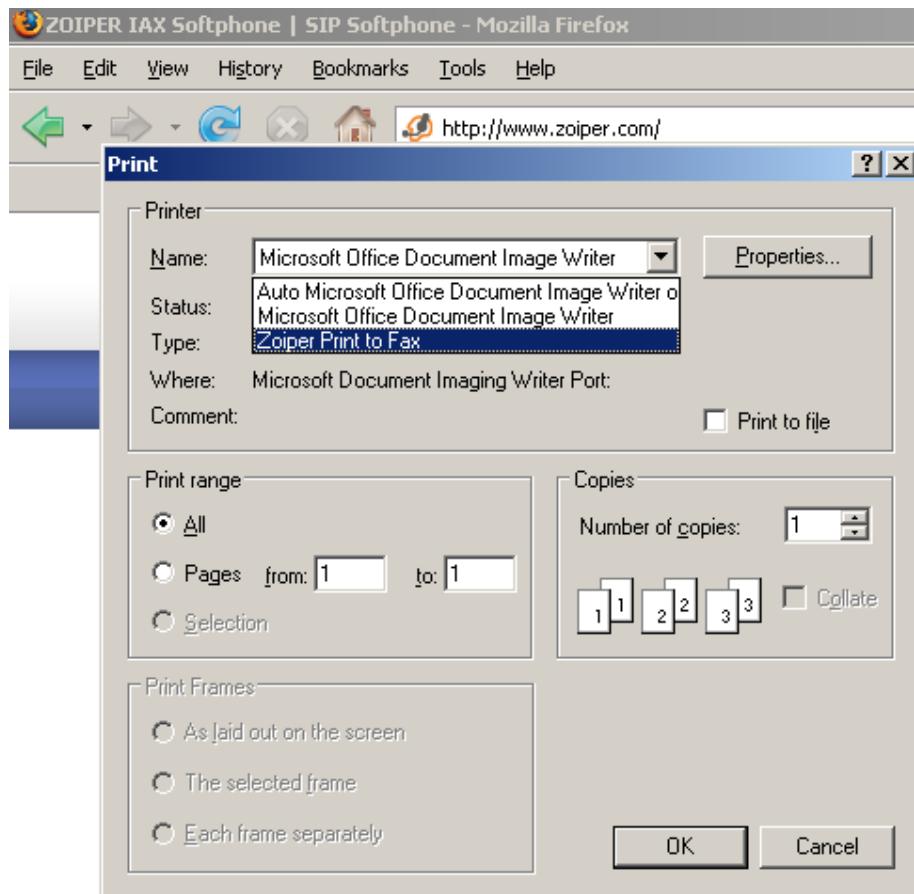 ZOIPER IAX Softphone | SIP Softphone - Mozilla Firefox
File Edit View History Bookmarks Tools Help
http://www.zoiper.com/
Print
Printer
Name: Microsoft Office Document Image Writer Properties...
Auto Microsoft Office Document Image Writer o
Status: Microsoft Office Document Image Writer
Type: Zoiper Print to Fax
Where: Microsoft Document Imaging Writer Port:
Comment: Print to file
Print range
All
Pages from: 1 to: 1
Selection
Copies
Number of copies: 1
1 1 2 2 3 3 Collate
Print Frames
As laid out on the screen
The selected frame
Each frame separately
OK Cancel